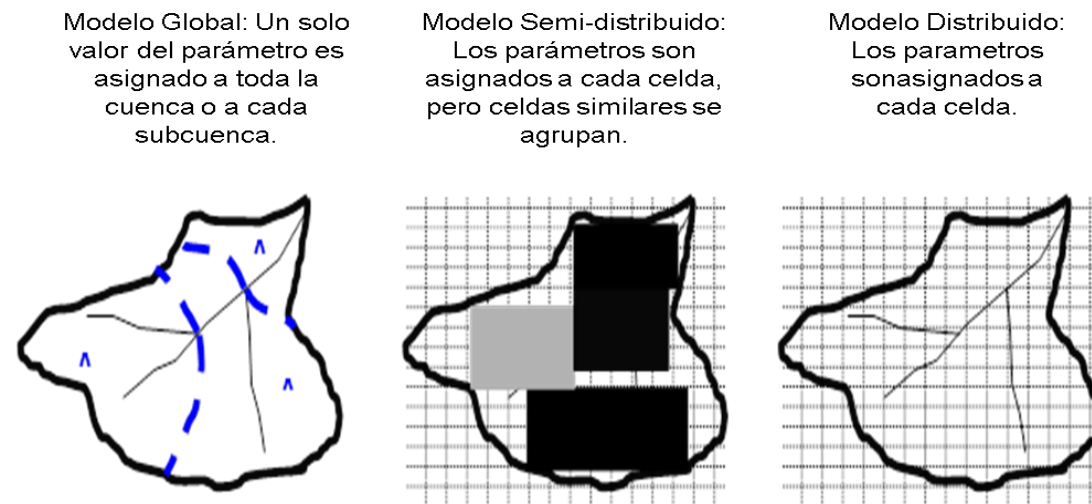 Modelo Global: Un solo
valor del parámetro es
asignado a toda la
cuenca o a cada
subcuenca.
Modelo Semi-distribuido:
Los parámetros son
asignados a cada celda,
pero celdas similares se
agrupan.
Modelo Distribuido:
Los parametros
sonasignados a
cada celda.